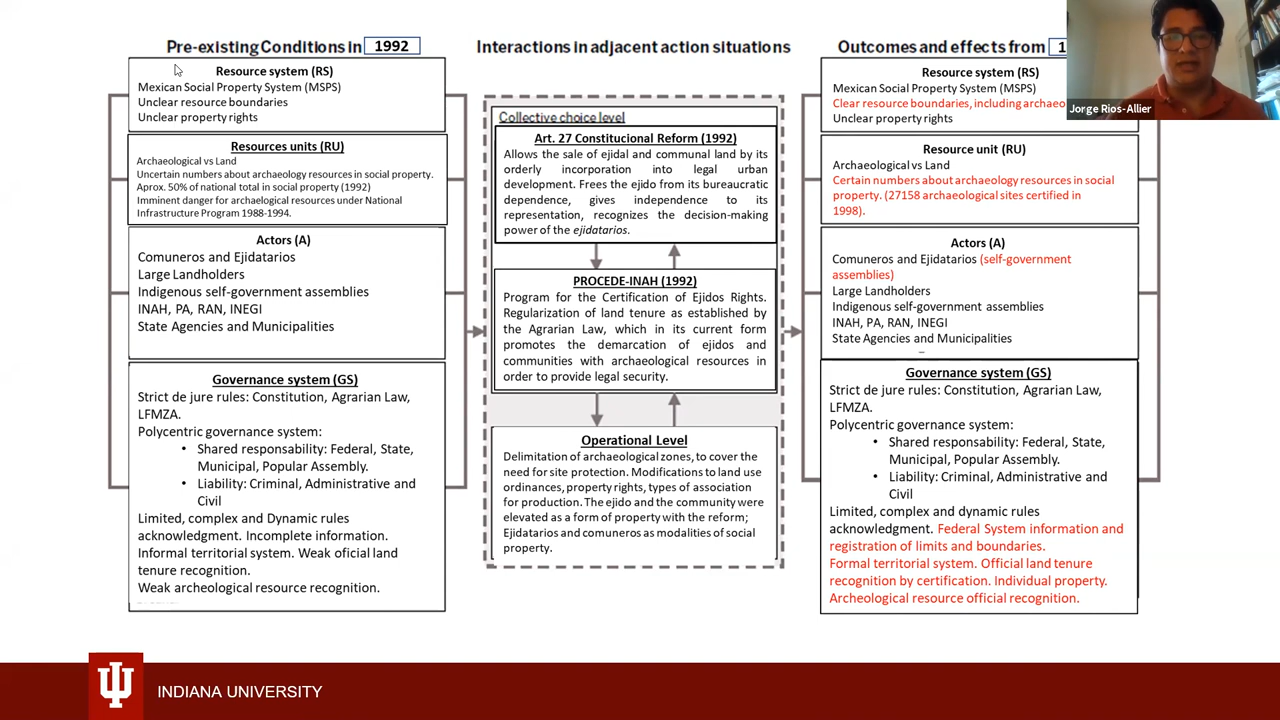 Pre-existing Conditions in 1992
Resource system (RS)
Mexican Social Property System (MSPS)
Unclear resource boundaries
Unclear property rights
Resources units (RU)
Archaeological vs Land
Uncertain numbers about archaeology resources in social property.
Aprox. 50% of national total in social property (1992)
Imminent danger for archaeological resources under National
Infrastructure Program 1988-1994.
Actors (A)
Comuneros and Ejidatarios
Large Landholders
Indigenous self-government assemblies
INAH, PA, RAN, INEGI
State Agencies and Municipalities
Governance system (GS)
Strict de jure rules: Constitution, Agrarian Law,
LFMZA.
Polycentric governance system:
• Shared responsability: Federal, State,
Municipal, Popular Assembly.
• Liability: Criminal, Administrative and
Civil
Limited, complex and Dynamic rules
acknowledgment. Incomplete information.
Informal territorial system. Weak oficial land
tenure recognition.
Weak archeological resource recognition.
Interactions in adjacent action situations
Collective choice level
Art. 27 Constitucional Reform (1992)
Allows the sale of ejidal and communal land by its
orderly incorporation into legal urban
development. Frees the ejido from its bureaucratic
dependence, gives independence to its
representation, recognizes the decision-making
power of the ejidatarios.
PROCEDE-INAH (1992)
Program for the Certification of Ejidos Rights.
Regularization of land tenure as established by
the Agrarian Law, which in its current form
promotes the demarcation of ejidos and
communities with archaeological resources in
order to provide legal security.
Operational Level
Delimitation of archaeological zones, to cover the
need for site protection. Modifications to land use
ordinances, property rights, types of association
for production. The ejido and the community were
elevated as a form of property with the reform;
Ejidatarios and comuneros as modalities of social
property.
Outcomes and effects from 1
Resource system (RS)
Mexican Social Property System (MSPS)
Clear resource boundaries, including archaeo
Unclear property rights
Resource unit (RU)
Archaeological vs Land
Certain numbers about archaeology resources in social
property. (27158 archaeological sites certified in
1998).
Actors (A)
Comuneros and Ejidatarios (self-government
assemblies)
Large Landholders
Indigenous self-government assemblies
INAH, PA, RAN, INEGI
State Agencies and Municipalities
Governance system (GS)
Strict de jure rules: Constitution, Agrarian Law,
LFMZA.
Polycentric governance system:
• Shared responsability: Federal, State,
Municipal, Popular Assembly.
• Liability: Criminal, Administrative and
Civil
Limited, complex and dynamic rules
acknowledgment. Federal System information and
registration of limits and boundaries.
Formal territorial system. Official land tenure
recognition by certification. Individual property.
Archeological resource official recognition.
Jorge Rios-Allier
INDIANA UNIVERSITY